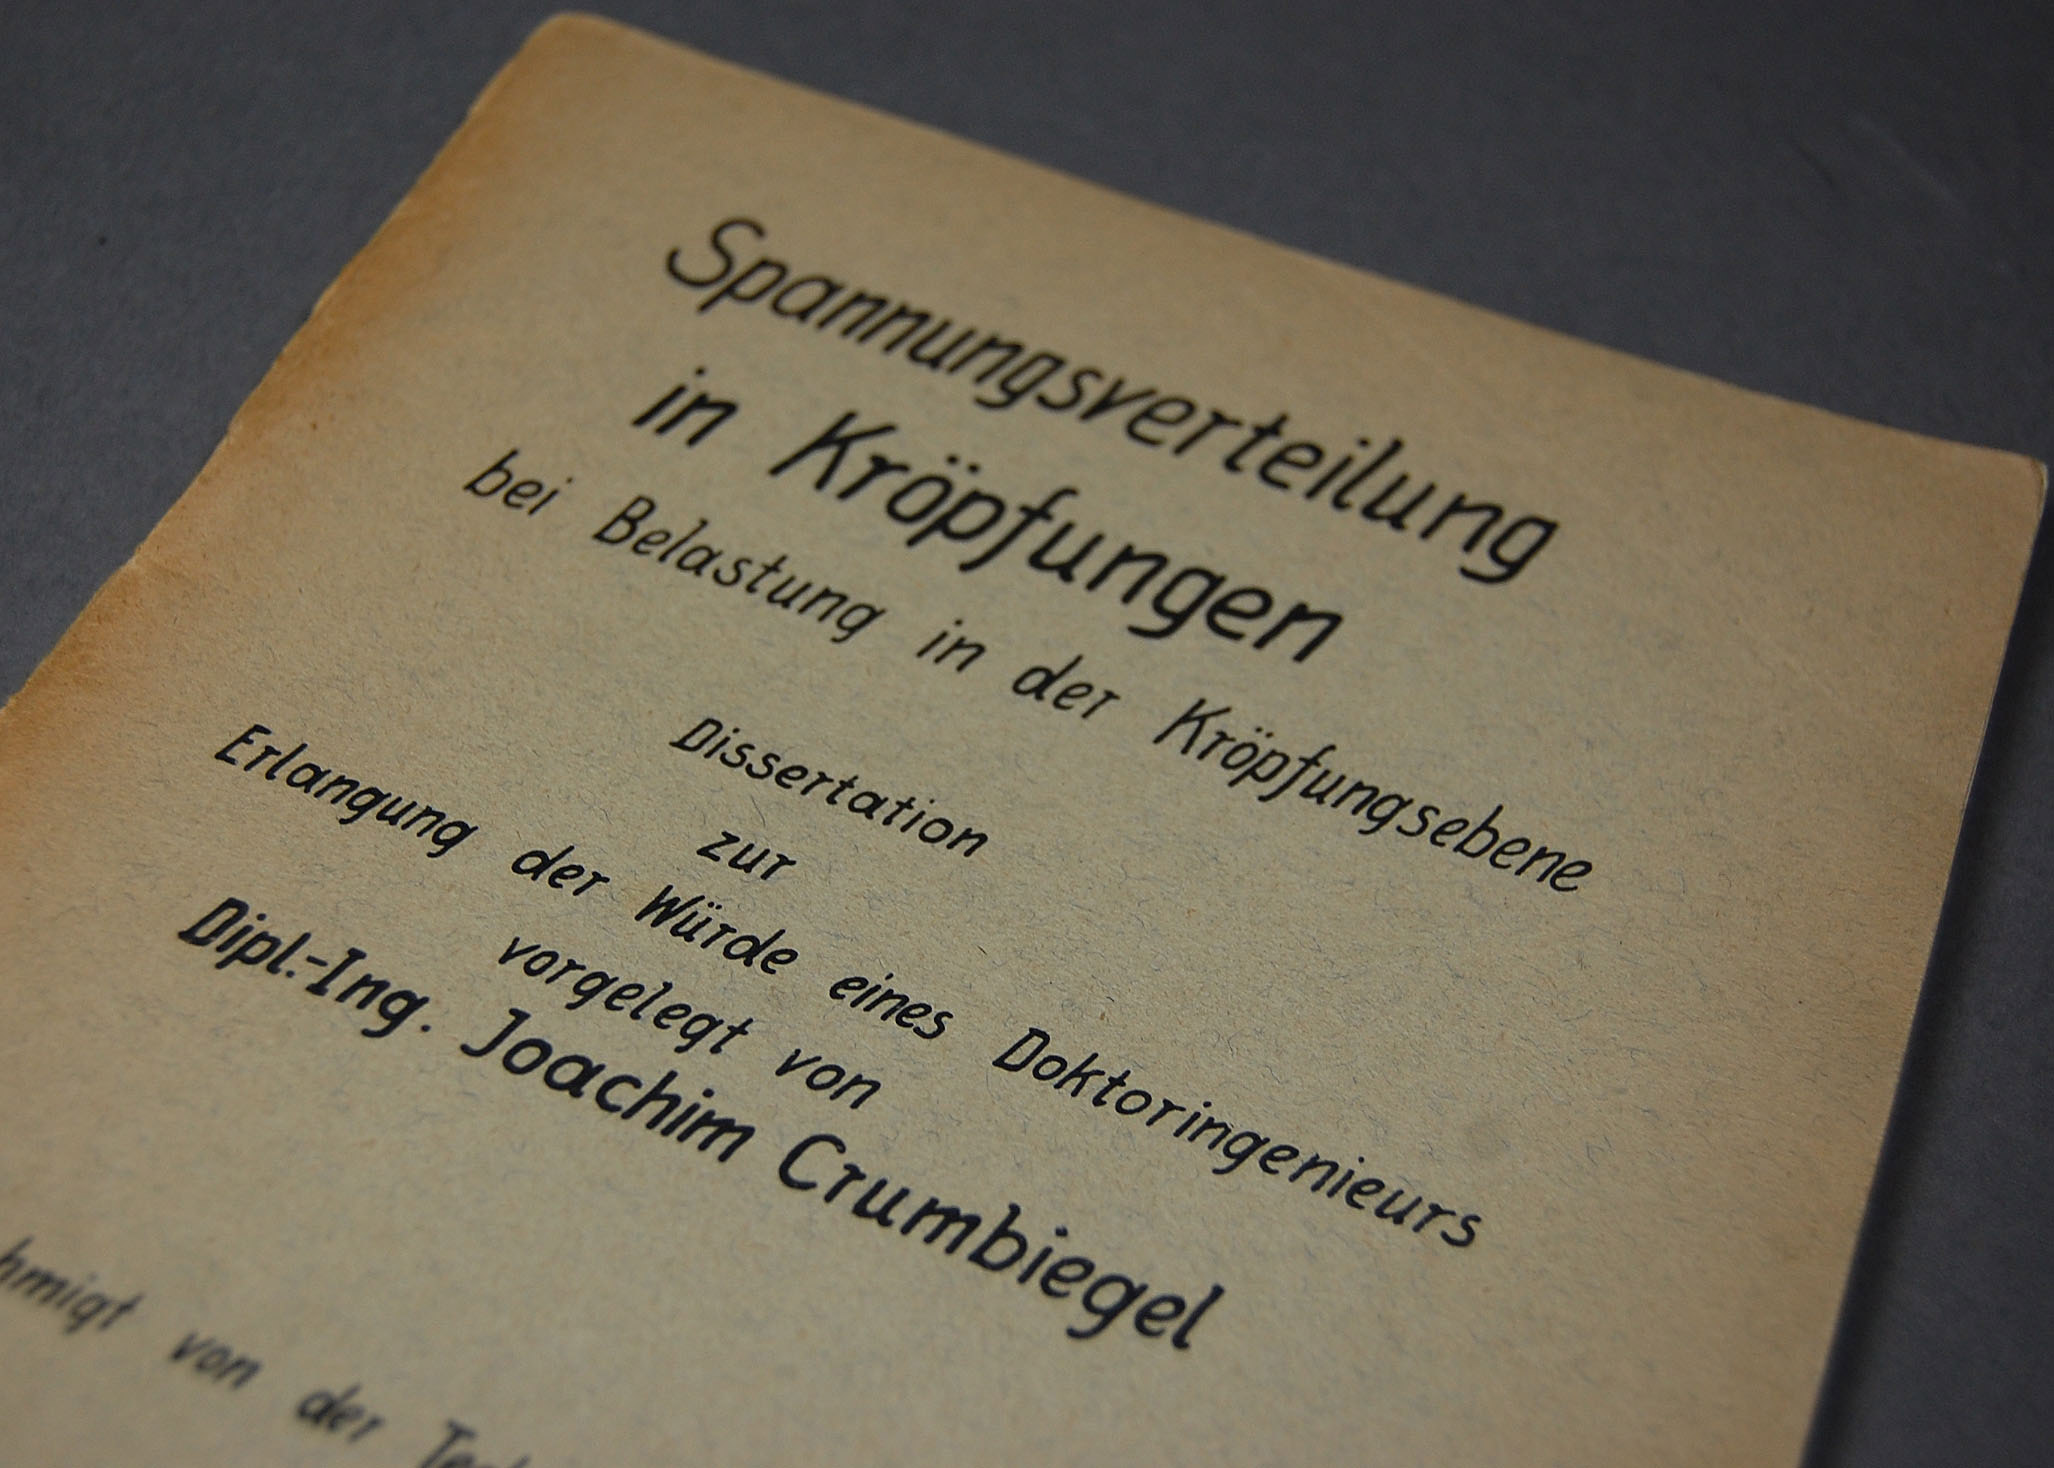 Spannungsverteilung
in Kröpfungen
bei Belastung in der Kröpfungsebene
Dissertation
zur
Erlangung der Würde eines Doktoringenieurs
vorgelegt von
Dipl.-Ing. Joachim Crumbiegel
von der